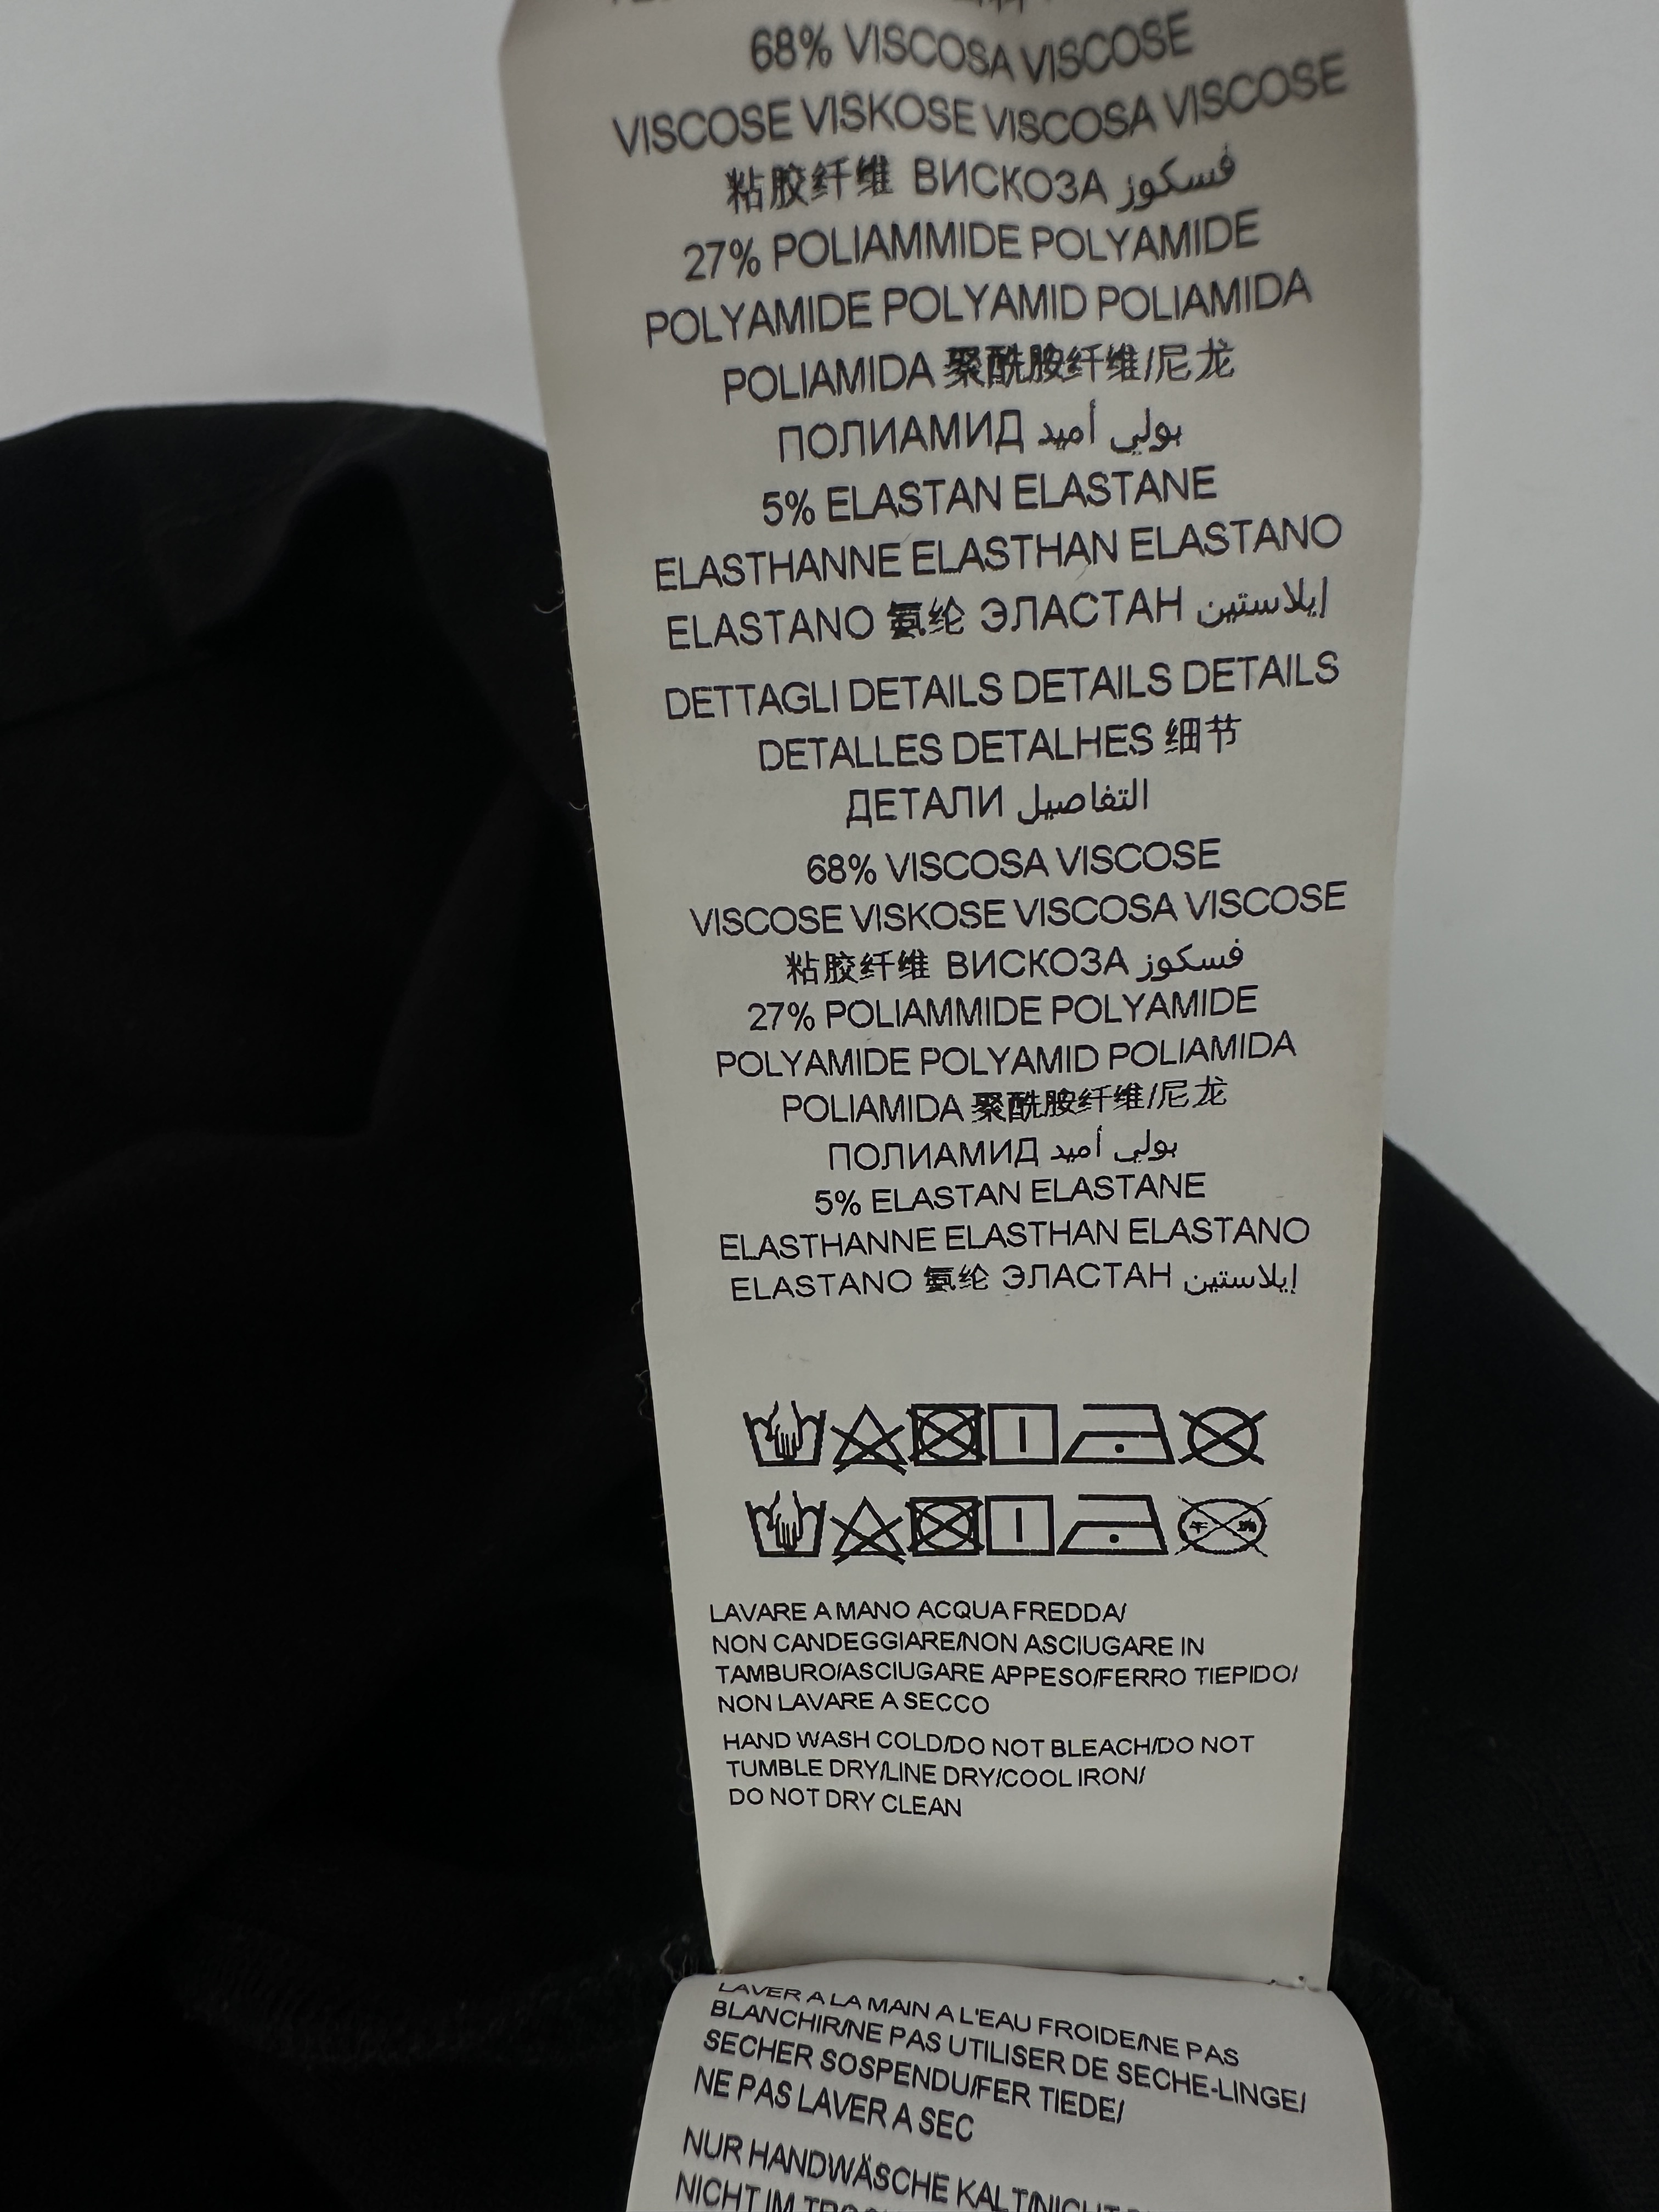 68% VISCOSA VISCOSE
VISCOSE VISKOSE VISCOSA VISCOSE
粘胶纤维 ВИСКОЗА فسكوز
27% POLIAMMIDE POLYAMIDE
POLYAMIDE POLYAMID POLIAMIDA
POLIAMIDA 聚酰胺纤维/尼龙
ПОЛИАМИД بولي أميد
5% ELASTAN ELASTANE
ELASTHANNE ELASTHAN ELASTANO
ELASTANO 氨纶 ЭЛАСТАН إيلاستين
DETTAGLI DETAILS DETAILS DETAILS
DETALLES DETALHES 细节
ДЕТАЛИ التفاصيل
68% VISCOSA VISCOSE
VISCOSE VISKOSE VISCOSA VISCOSE
粘胶纤维 ВИСКОЗА فسكوز
27% POLIAMMIDE POLYAMIDE
POLYAMIDE POLYAMID POLIAMIDA
POLIAMIDA 聚酰胺纤维/尼龙
ПОЛИАМИД بولي أميد
5% ELASTAN ELASTANE
ELASTHANNE ELASTHAN ELASTANO
ELASTANO 氨纶 ЭЛАСТАН إيلاستين
LAVARE A MANO ACQUA FREDDA/
NON CANDEGGIARE/NON ASCIUGARE IN
TAMBURO/ASCIUGARE APPESO/FERRO TIEPIDO/
NON LAVARE A SECCO
HAND WASH COLD/DO NOT BLEACH/DO NOT
TUMBLE DRY/LINE DRY/COOL IRON/
DO NOT DRY CLEAN
LAVER A LA MAIN A L'EAU FROIDE/NE PAS
BLANCHIR/NE PAS UTILISER DE SECHE-LINGE/
SECHER SOSPENDU/FER TIEDE/
NE PAS LAVER A SEC
NUR HANDWÄSCHE KALT/NICHT
NICHT IM